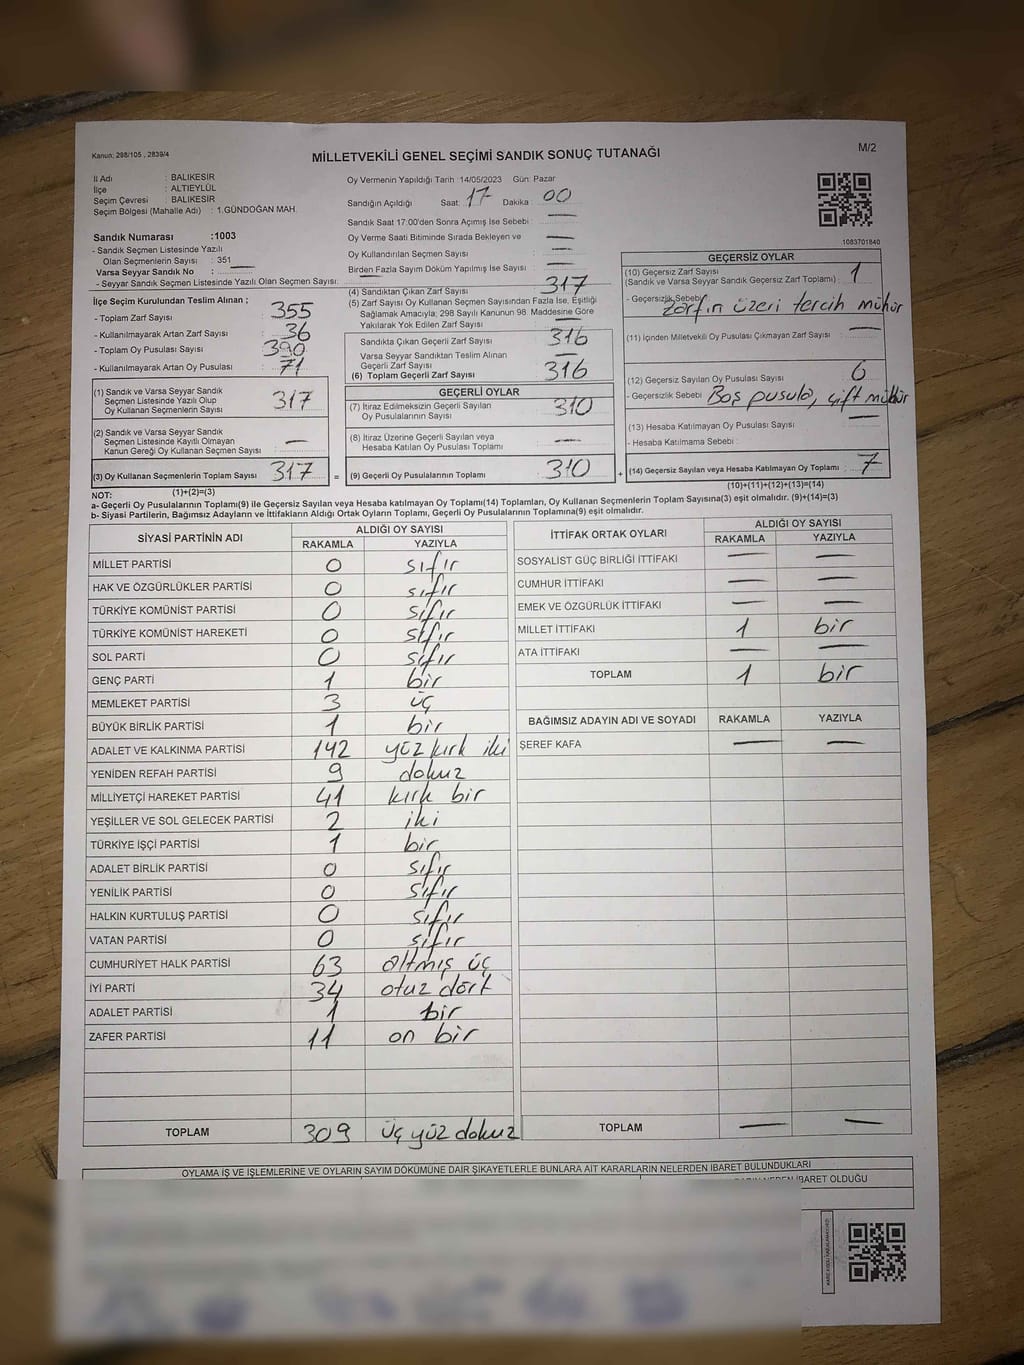 Kanun: 298/105 , 2839/4
MİLLETVEKİLİ GENEL SEÇİMİ SANDIK SONUÇ TUTANAĞI
M/2
İl Adı : BALIKESİR
İlçe : ALTIEYLÜL
Seçim Çevresi : BALIKESİR
Seçim Bölgesi (Mahalle Adı) : 1.GÜNDOĞAN MAH.
Sandık Numarası :1003
- Sandık Seçmen Listesinde Yazılı
Olan Seçmenlerin Sayısı : 351
Varsa Seyyar Sandık No : —
- Seyyar Sandık Seçmen Listesinde Yazılı Olan Seçmen Sayısı:
Oy Vermenin Yapıldığı Tarih :14/05/2023 Gün: Pazar
Sandığın Açıldığı Saat: 17 Dakika : 00
Sandık Saat 17:00'den Sonra Açımış İse Sebebi : —
Oy Verme Saati Bitiminde Sırada Bekleyen ve —
Oy Kullandırılan Seçmen Sayısı : —
Birden Fazla Sayım Döküm Yapılmış İse Sayısı : —
1083701840
İlçe Seçim Kurulundan Teslim Alınan ;
- Toplam Zarf Sayısı : 355
- Kullanılmayarak Artan Zarf Sayısı : 36
- Toplam Oy Pusulası Sayısı : 390
- Kullanılmayarak Artan Oy Pusulası : 71
(1) Sandık ve Varsa Seyyar Sandık
Seçmen Listesinde Yazılı Olup
Oy Kullanan Seçmenlerin Sayısı : 317
(2) Sandık ve Varsa Seyyar Sandık
Seçmen Listesinde Kayıtlı Olmayan
Kanun Gereği Oy Kullanan Seçmen Sayısı : —
(3) Oy Kullanan Seçmenlerin Toplam Sayısı : 317 =
(4) Sandıktan Çıkan Zarf Sayısı : 317
(5) Zarf Sayısı Oy Kullanan Seçmen Sayısından Fazla İse, Eşitliği
Sağlamak Amacıyla; 298 Sayılı Kanunun 98. Maddesine Göre
Yakılarak Yok Edilen Zarf Sayısı : —
Sandıkta Çıkan Geçerli Zarf Sayısı : 316
Varsa Seyyar Sandıktan Teslim Alınan
Geçerli Zarf Sayısı : —
(6) Toplam Geçerli Zarf Sayısı : 316
GEÇERLİ OYLAR
(7) İtiraz Edilmeksizin Geçerli Sayılan
Oy Pusulalarının Sayısı : 310
(8) İtiraz Üzerine Geçerli Sayılan veya
Hesaba Katılan Oy Pusulası Toplamı : —
(9) Geçerli Oy Pusulalarının Toplamı : 310 +
GEÇERSİZ OYLAR
(10) Geçersiz Zarf Sayısı : 1
(Sandık ve Varsa Seyyar Sandık Geçersiz Zarf Toplamı)
- Geçersizlik Sebebi : Zarfın üzeri tercih mühür
(11) İçinden Milletvekili Oy Pusulası Çıkmayan Zarf Sayısı : —
(12) Geçersiz Sayılan Oy Pusulası Sayısı : 6
- Geçersizlik Sebebi : Boş pusula, çift mühür
(13) Hesaba Katılmayan Oy Pusulası Sayısı : —
- Hesaba Katılmama Sebebi :
(14) Geçersiz Sayılan veya Hesaba Katılmayan Oy Toplamı : 7
(10)+(11)+(12)+(13)=(14)
NOT: (1)+(2)=(3)
a- Geçerli Oy Pusulalarının Toplamı(9) ile Geçersiz Sayılan veya Hesaba katılmayan Oy Toplamı(14) Toplamları, Oy Kullanan Seçmenlerin Toplam Sayısına(3) eşit olmalıdır. (9)+(14)=(3)
b- Siyasi Partilerin, Bağımsız Adayların ve İttifakların Aldığı Ortak Oyların Toplamı, Geçerli Oy Pusulalarının Toplamına(9) eşit olmalıdır.
SİYASİ PARTİNİN ADI ALDIĞI OY SAYISI
RAKAMLA YAZIYLA
MİLLET PARTİSİ 0 sıfır
HAK VE ÖZGÜRLÜKLER PARTİSİ 0 sıfır
TÜRKİYE KOMÜNİST PARTİSİ 0 sıfır
TÜRKİYE KOMÜNİST HAREKETİ 0 sıfır
SOL PARTİ 0 sıfır
GENÇ PARTİ 1 bir
MEMLEKET PARTİSİ 3 üç
BÜYÜK BİRLİK PARTİSİ 1 bir
ADALET VE KALKINMA PARTİSİ 142 yüz kırk iki
YENİDEN REFAH PARTİSİ 9 dokuz
MİLLİYETÇİ HAREKET PARTİSİ 41 kırk bir
YEŞİLLER VE SOL GELECEK PARTİSİ 2 iki
TÜRKİYE İŞÇİ PARTİSİ 1 bir
ADALET BİRLİK PARTİSİ 0 sıfır
YENİLİK PARTİSİ 0 sıfır
HALKIN KURTULUŞ PARTİSİ 0 sıfır
VATAN PARTİSİ 0 sıfır
CUMHURİYET HALK PARTİSİ 63 altmış üç
İYİ PARTİ 34 otuz dört
ADALET PARTİSİ 1 bir
ZAFER PARTİSİ 11 on bir
TOPLAM 309 üç yüz dokuz
İTTİFAK ORTAK OYLARI ALDIĞI OY SAYISI
RAKAMLA YAZIYLA
SOSYALİST GÜÇ BİRLİĞİ İTTİFAKI — —
CUMHUR İTTİFAKI — —
EMEK VE ÖZGÜRLÜK İTTİFAKI — —
MİLLET İTTİFAKI 1 bir
ATA İTTİFAKI — —
TOPLAM 1 bir
BAĞIMSIZ ADAYIN ADI VE SOYADI RAKAMLA YAZIYLA
ŞEREF KAFA — —
TOPLAM — —
OYLAMA İŞ VE İŞLEMLERİNE VE OYLARIN SAYIM DÖKÜMÜNE DAİR ŞİKAYETLERLE BUNLARA AİT KARARLARIN NELERDEN İBARET BULUNDUKLARI
NEDEN İBARET OLDUĞU